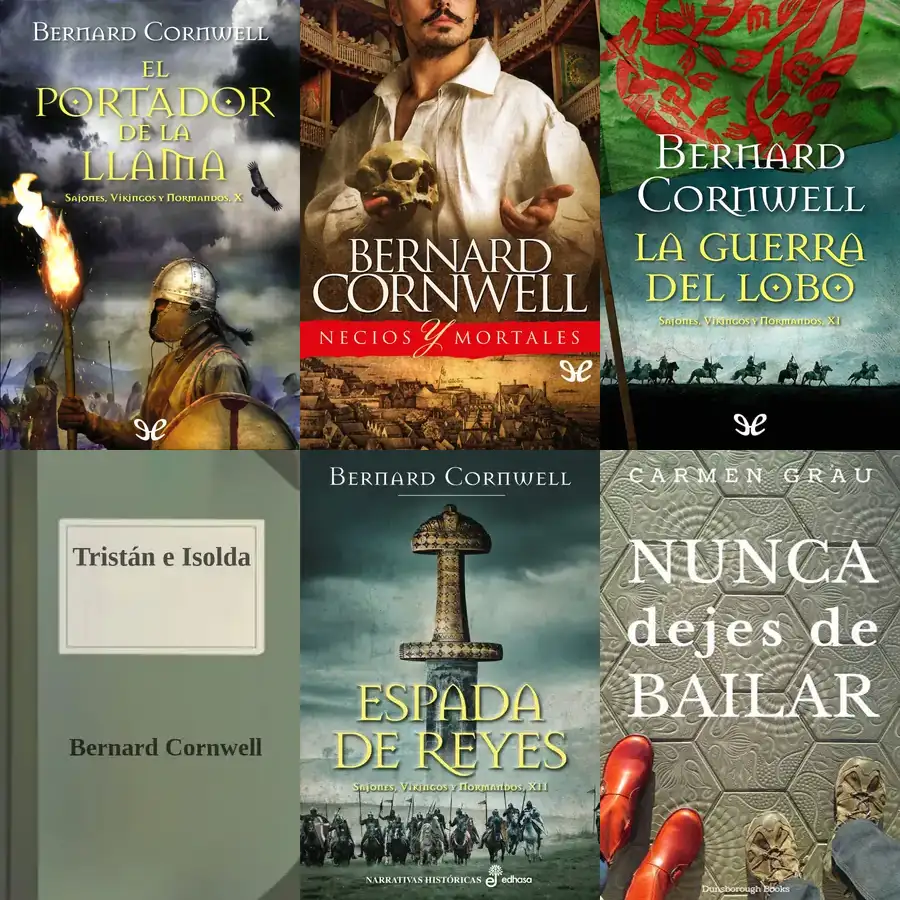 BERNARD CORNWELL
EL
PORTADOR
DE LA
LLAMA
SAJONES, VIKINGOS Y NORMANDOS, X
BERNARD
CORNWELL
NECIOS Y MORTALES
BERNARD
CORNWELL
LA GUERRA
DEL LOBO
SAJONES, VIKINGOS Y NORMANDOS, XI
Tristán e Isolda
Bernard Cornwell
BERNARD CORNWELL
ESPADA
DE REYES
SAJONES, VIKINGOS Y NORMANDOS, XII
NARRATIVAS HISTÓRICAS edhasa
CARMEN GRAU
NUNCA
dejes de
BAILAR
Dunsborough Books